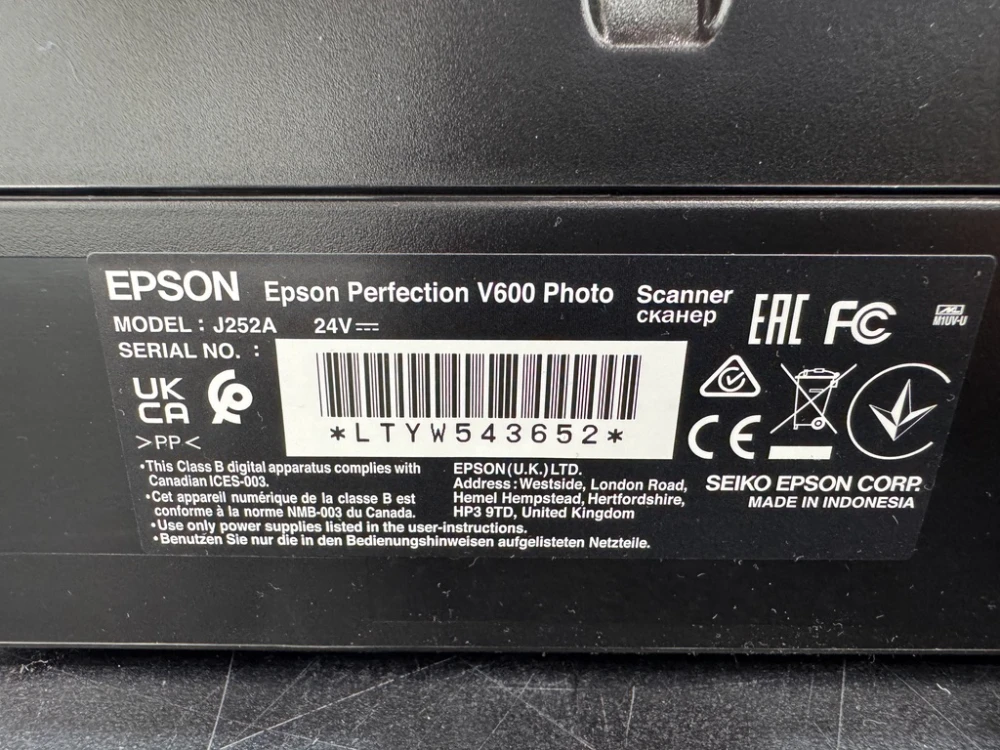 EPSON Epson Perfection V600 Photo Scanner
сканер
MODEL : J252A 24V
SERIAL NO. :
*LTYW543652*
EAC FC
M1UV-U
UK
CA
>PP<
CE
•This Class B digital apparatus complies with
Canadian ICES-003.
•Cet appareil numérique de la classe B est
conforme à la norme NMB-003 du Canada.
•Use only power supplies listed in the user-instructions.
•Benutzen Sie nur die in den Bedienungshinweisen aufgelisteten Netzteile.
EPSON(U.K.)LTD.
Address:Westside, London Road,
Hemel Hempstead, Hertfordshire,
HP3 9TD, United Kingdom
SEIKO EPSON CORP.
MADE IN INDONESIA